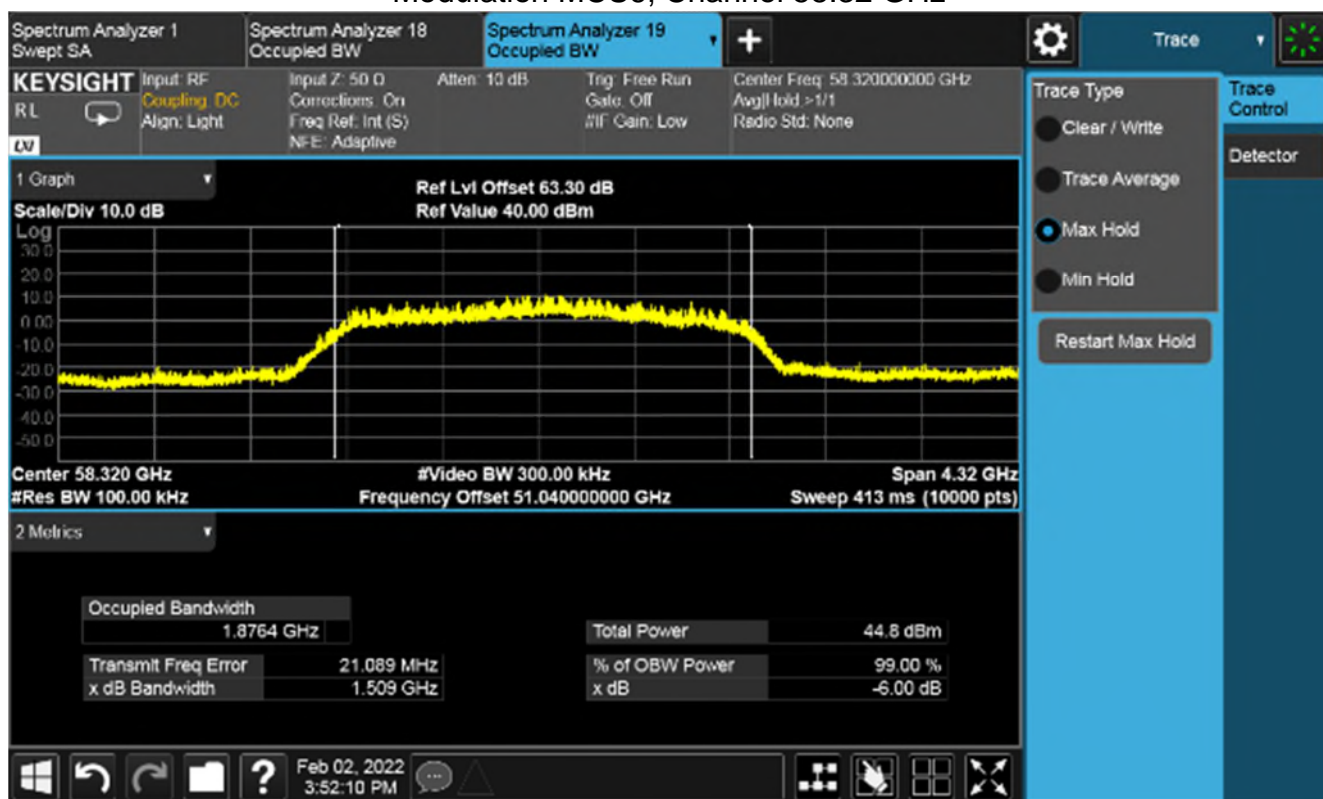 Spectrum Analyzer 1
Swept SA
Spectrum Analyzer 18
Occupied BW
Spectrum Analyzer 19
Occupied BW
Trace
KEYSIGHT
RL
LXI
Input: RF
Coupling: DC
Align: Light
Input Z: 50 Ω
Corrections: On
Freq Ref: Int (S)
NFE: Adaptive
Atten: 10 dB
Trig: Free Run
Gate: Off
#IF Gain: Low
Center Freq: 58.320000000 GHz
Avg|Hold:>1/1
Radio Std: None
Trace Type
Clear / Write
Trace Average
Max Hold
Min Hold
Restart Max Hold
Trace
Control
Detector
1 Graph
Scale/Div 10.0 dB
Ref Lvl Offset 63.30 dB
Ref Value 40.00 dBm
Log
30.0
20.0
10.0
0.00
-10.0
-20.0
-30.0
-40.0
-50.0
Center 58.320 GHz
#Video BW 300.00 kHz
Span 4.32 GHz
#Res BW 100.00 kHz
Frequency Offset 51.040000000 GHz
Sweep 413 ms (10000 pts)
2 Metrics
Occupied Bandwidth
1.8764 GHz
Total Power 44.8 dBm
Transmit Freq Error 21.089 MHz
% of OBW Power 99.00 %
x dB Bandwidth 1.509 GHz
x dB -6.00 dB
Feb 02, 2022
3:52:10 PM